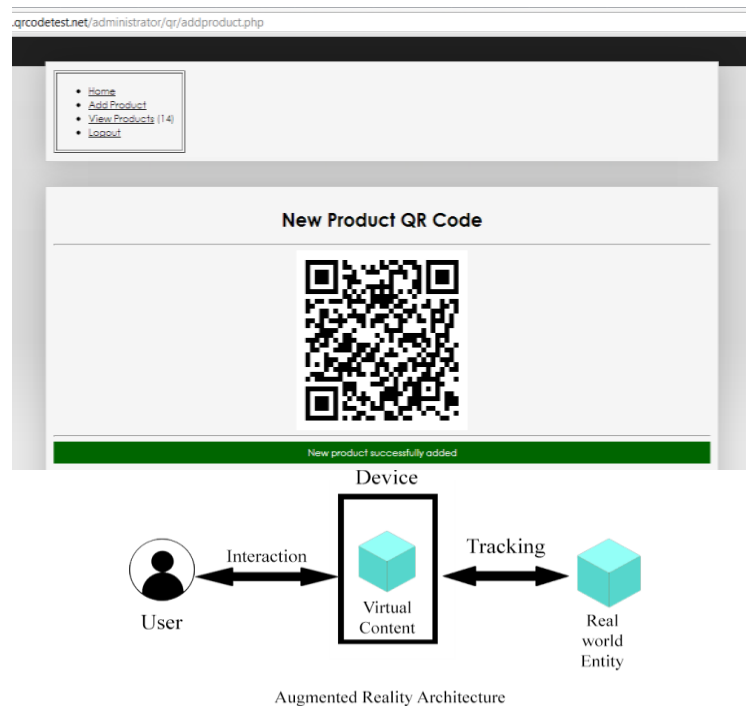 .qrcodetest.net/administrator/qr/addproduct.php
Home
Add Product
View Products (14)
Logout
New Product QR Code
New product successfully added
Device
Interaction
Tracking
User
Virtual
Content
Real
world
Entity
Augmented Reality Architecture